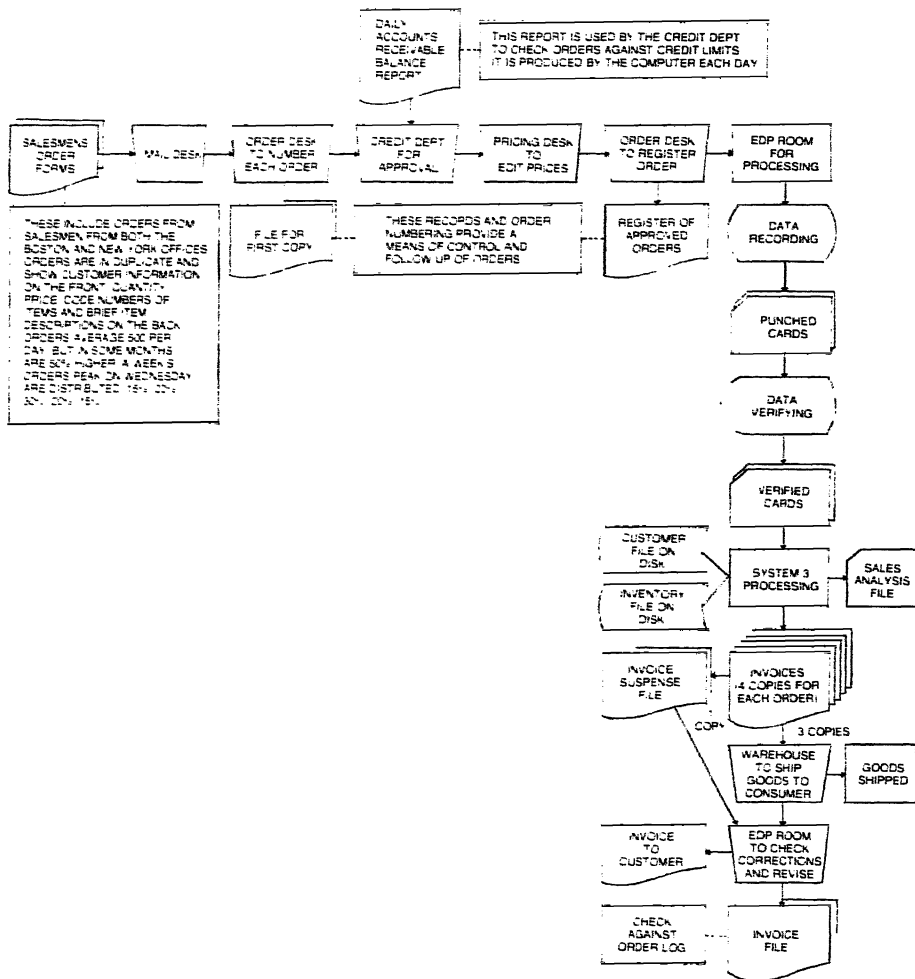 DAILY
ACCOUNTS
RECEIVABLE
BALANCE
REPORT
THIS REPORT IS USED BY THE CREDIT DEPT
TO CHECK ORDERS AGAINST CREDIT LIMITS
IT IS PRODUCED BY THE COMPUTER EACH DAY
SALESMENS
ORDER
FORMS
MAIL DESK
ORDER DESK
TO NUMBER
EACH ORDER
CREDIT DEPT
FOR
APPROVAL
PRICING DESK
TO
EDIT PRICES
ORDER DESK
TO REGISTER
ORDER
EDP ROOM
FOR
PROCESSING
THESE INCLUDE ORDERS FROM
SALESMEN FROM BOTH THE
BOSTON AND NEW YORK OFFICES
ORDERS ARE IN DUPLICATE AND
SHOW CUSTOMER INFORMATION
ON THE FRONT QUANTITY
PRICE CODE NUMBERS OF
ITEMS AND BRIEF ITEM
DESCRIPTIONS ON THE BACK
ORDERS AVERAGE 500 PER
DAY BUT IN SOME MONTHS
ARE 50% HIGHER A WEEK'S
ORDERS PEAK ON WEDNESDAY
ARE DISTRIBUTED 15% 20%
30% 20% 15%
FILE FOR
FIRST COPY
THESE RECORDS AND ORDER
NUMBERING PROVIDE A
MEANS OF CONTROL AND
FOLLOW UP OF ORDERS
REGISTER OF
APPROVED
ORDERS
DATA
RECORDING
PUNCHED
CARDS
DATA
VERIFYING
VERIFIED
CARDS
CUSTOMER
FILE ON
DISK
INVENTORY
FILE ON
DISK
SYSTEM 3
PROCESSING
SALES
ANALYSIS
FILE
INVOICE
SUSPENSE
FILE
INVOICES
(4 COPIES FOR
EACH ORDER)
COPY
3 COPIES
WAREHOUSE
TO SHIP
GOODS TO
CONSUMER
GOODS
SHIPPED
INVOICE
TO
CUSTOMER
EDP ROOM
TO CHECK
CORRECTIONS
AND REVISE
CHECK
AGAINST
ORDER LOG
INVOICE
FILE